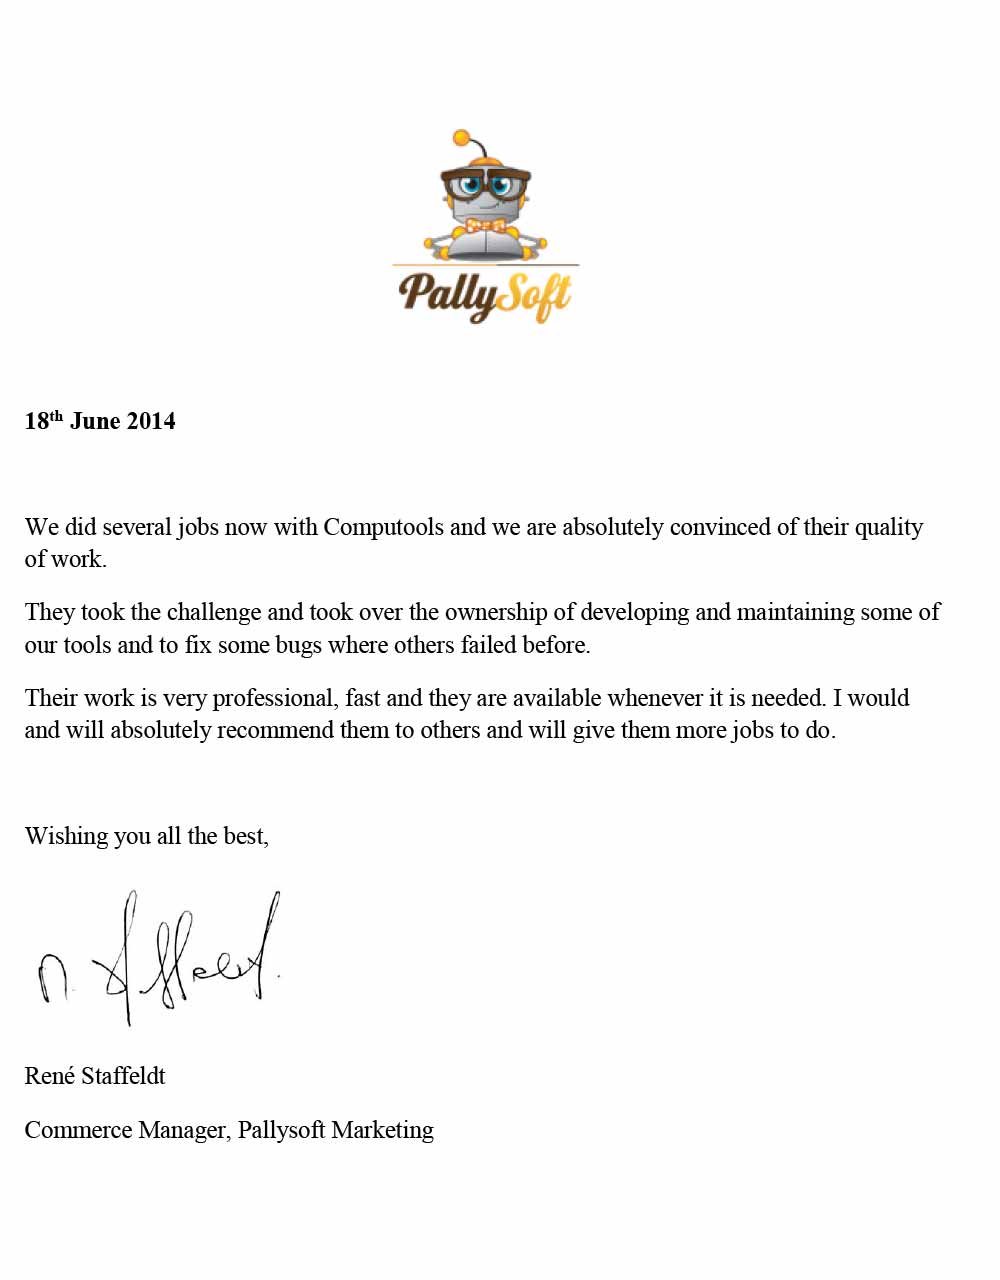 PallySoft
18th June 2014
We did several jobs now with Computools and we are absolutely convinced of their quality
of work.
They took the challenge and took over the ownership of developing and maintaining some of
our tools and to fix some bugs where others failed before.
Their work is very professional, fast and they are available whenever it is needed. I would
and will absolutely recommend them to others and will give them more jobs to do.
Wishing you all the best,
René Staffeldt
Commerce Manager, Pallysoft Marketing